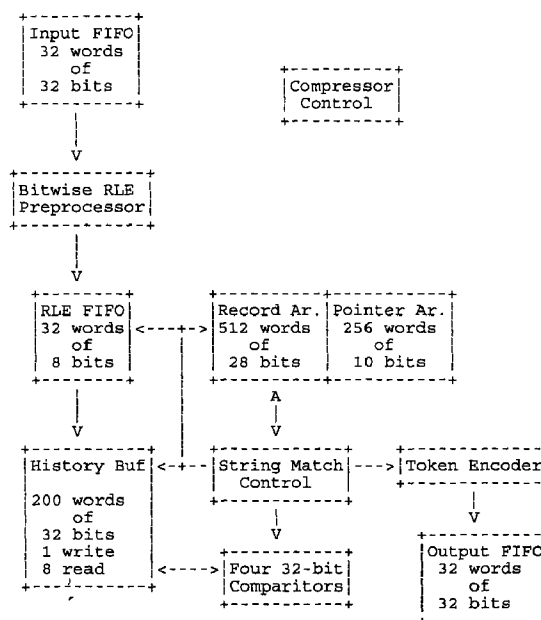 Input FIFO
32 words
of
32 bits
Compressor
Control
Bitwise RLE
Preprocessor
RLE FIFO
32 words
of
8 bits
Record Ar.
512 words
of
28 bits
Pointer Ar.
256 words
of
10 bits
History Buf
200 words
of
32 bits
1 write
8 read
String Match
Control
Token Encoder
Four 32-bit
Comparitors
Output FIFO
32 words
of
32 bits